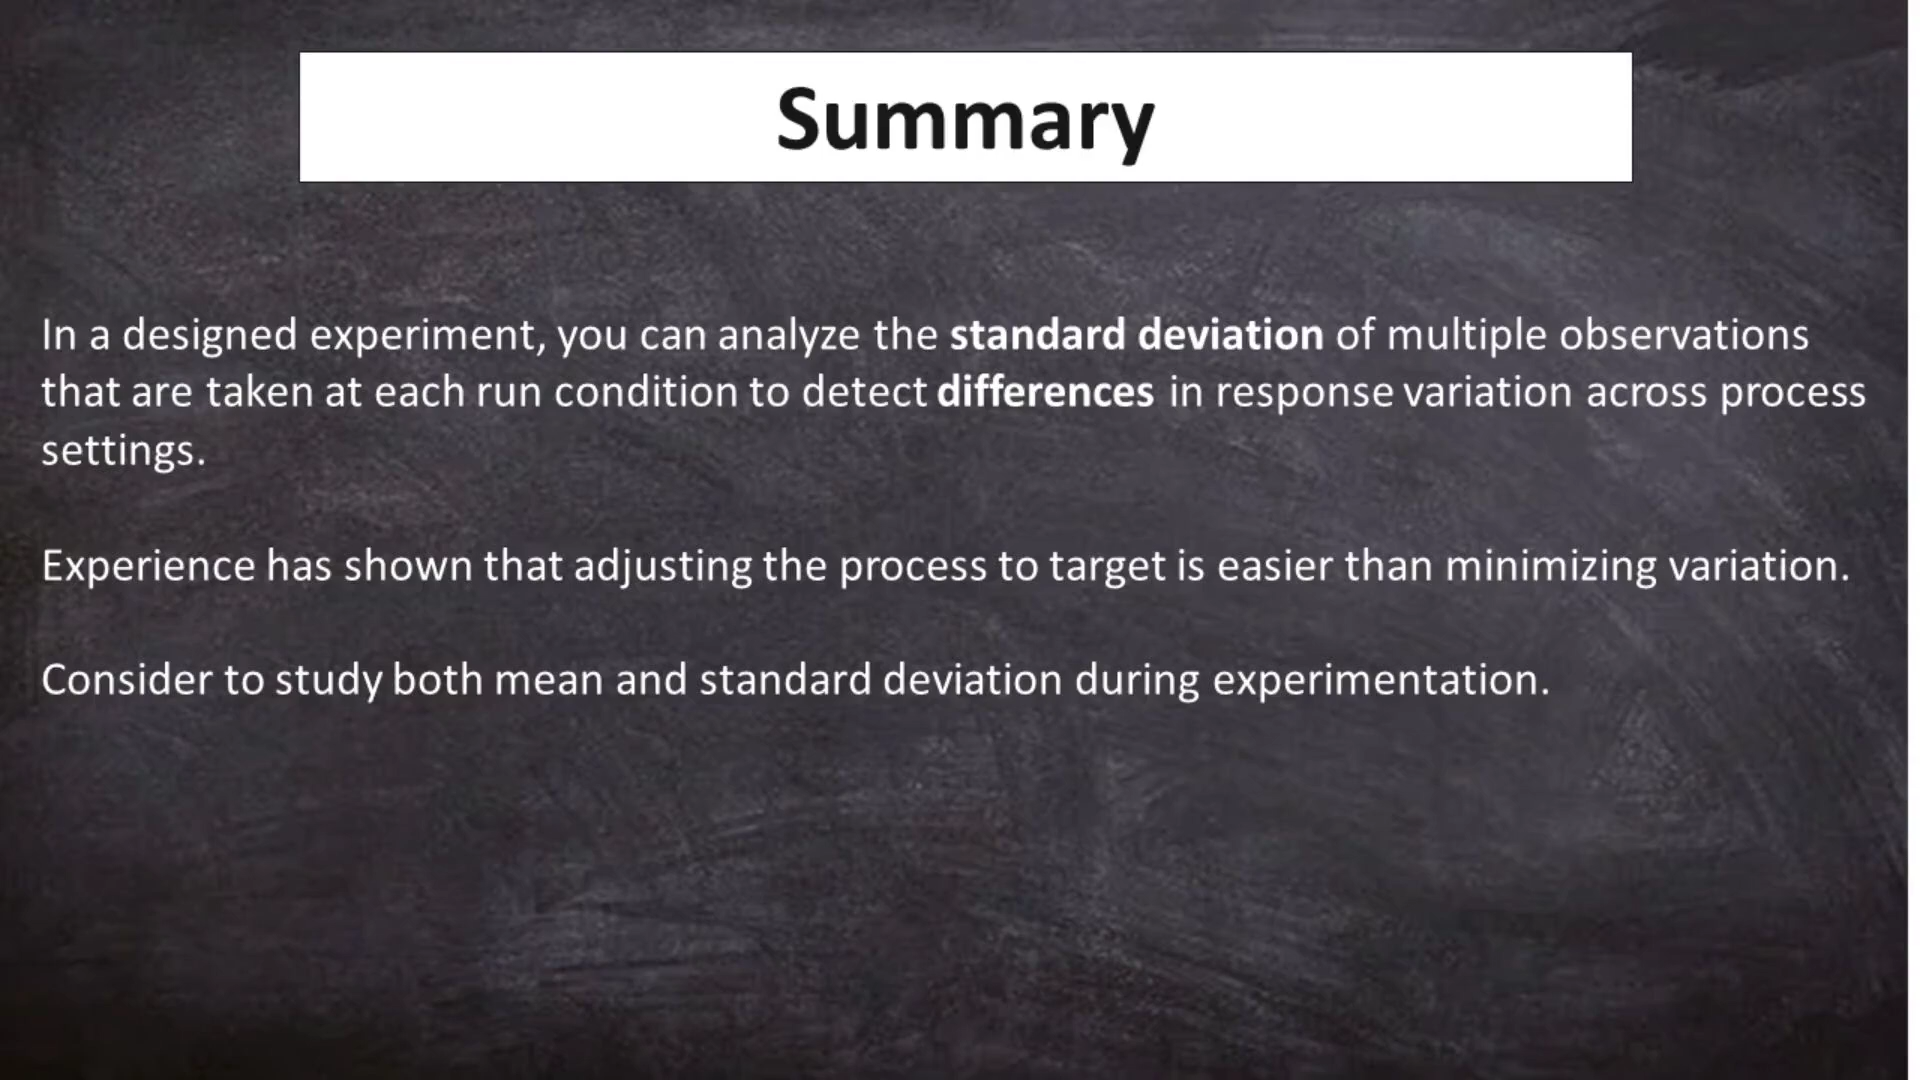 Summary
In a designed experiment, you can analyze the standard deviation of multiple observations
that are taken at each run condition to detect differences in response variation across process
settings.
Experience has shown that adjusting the process to target is easier than minimizing variation.
Consider to study both mean and standard deviation during experimentation.